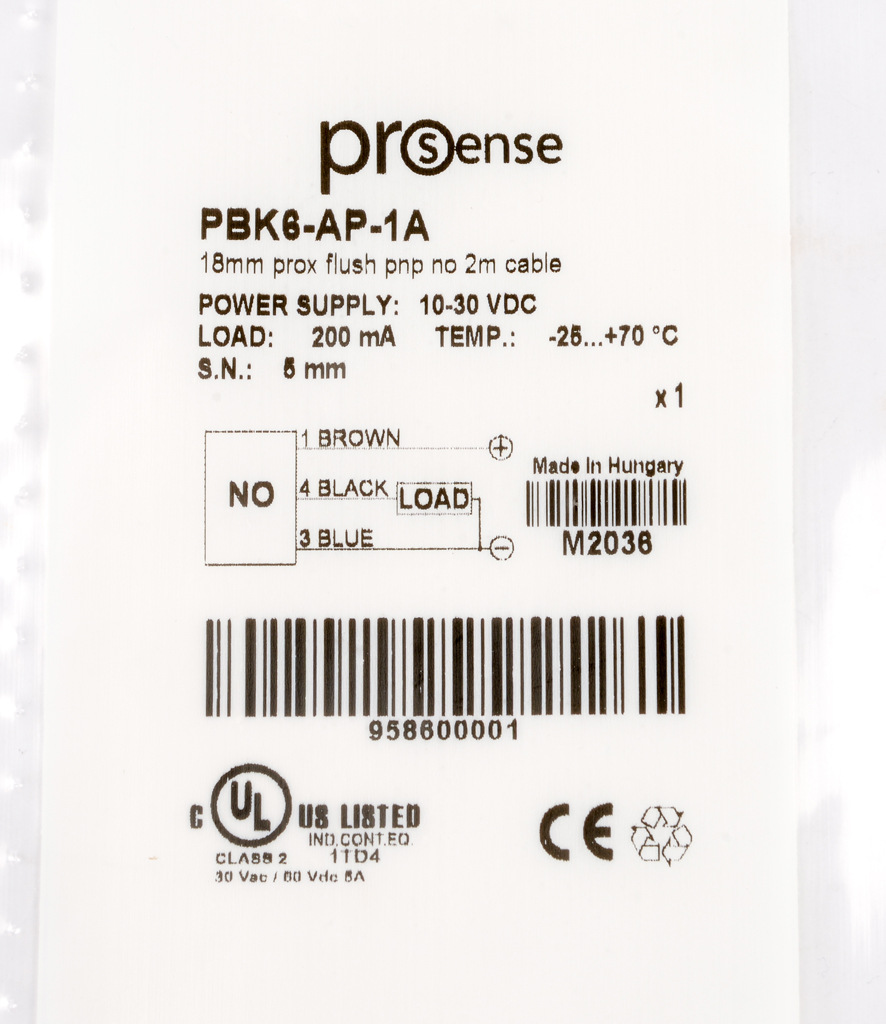 prosense
PBK6-AP-1A
18mm prox flush pnp no 2m cable
POWER SUPPLY: 10-30 VDC
LOAD: 200 mA TEMP.: -25...+70 °C
S.N.: 5 mm
x 1
1 BROWN
+
NO
4 BLACK
LOAD
3 BLUE
−
Made In Hungary
M2036
958600001
C UL US LISTED
IND.CONT.EQ.
CLASS 2 1TD4
30 Vac / 60 Vdc 5A
CE